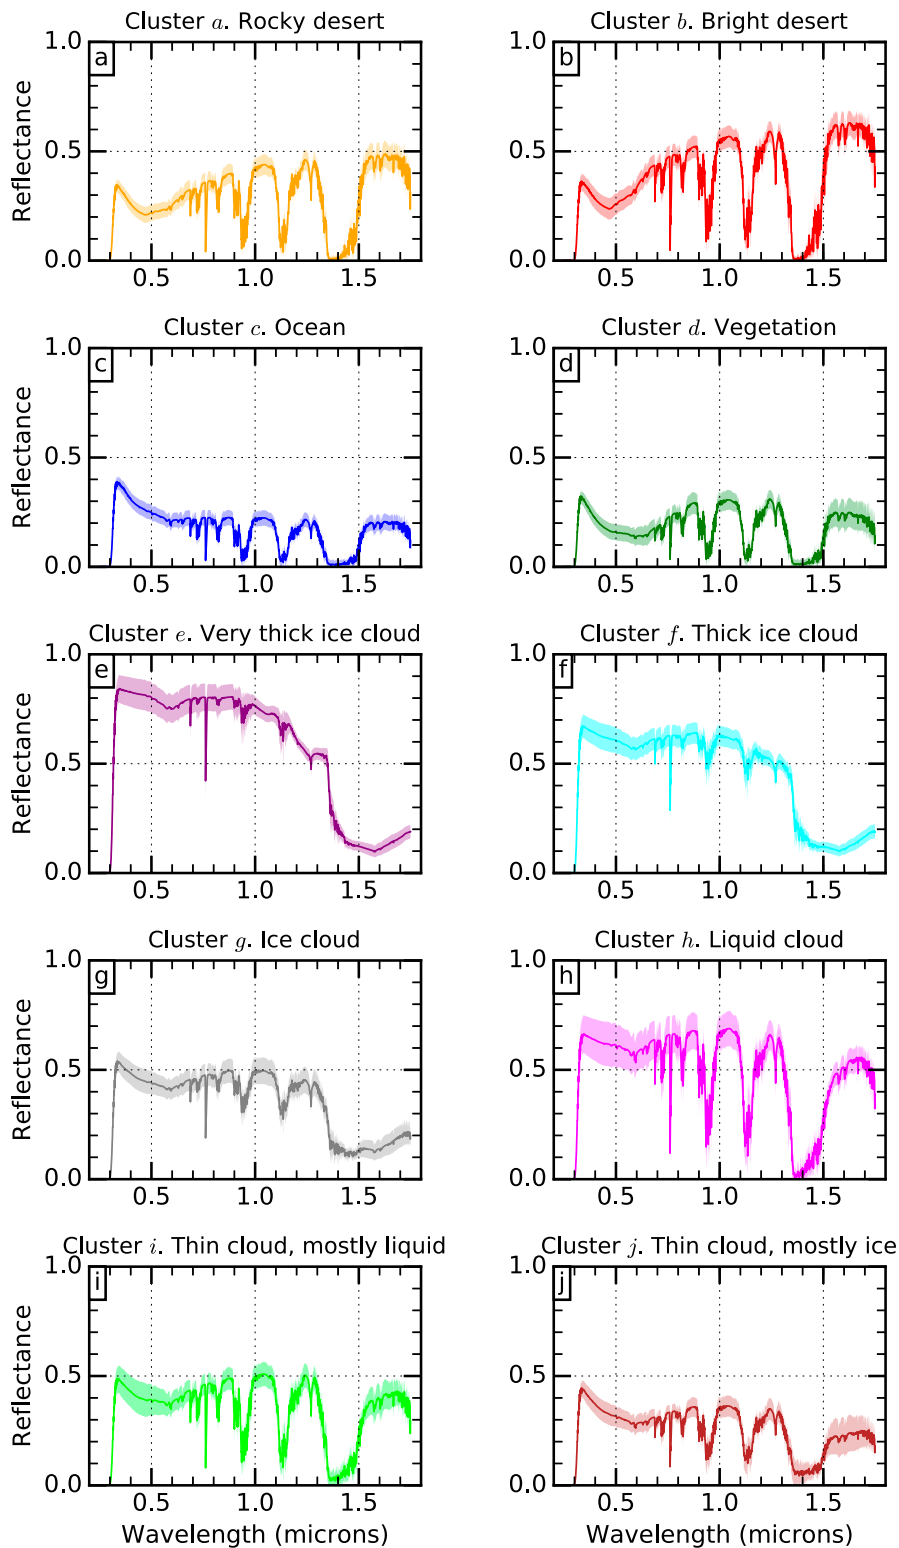 Cluster a. Rocky desert
Cluster b. Bright desert
1.0
a
Reflectance
0.5
0.0
0.5
1.0
1.5
1.0
b
Reflectance
0.5
0.0
0.5
1.0
1.5
Cluster c. Ocean
Cluster d. Vegetation
1.0
c
Reflectance
0.5
0.0
0.5
1.0
1.5
1.0
d
Reflectance
0.5
0.0
0.5
1.0
1.5
Cluster e. Very thick ice cloud
Cluster f. Thick ice cloud
1.0
e
Reflectance
0.5
0.0
0.5
1.0
1.5
1.0
f
Reflectance
0.5
0.0
0.5
1.0
1.5
Cluster g. Ice cloud
Cluster h. Liquid cloud
1.0
g
Reflectance
0.5
0.0
0.5
1.0
1.5
1.0
h
Reflectance
0.5
0.0
0.5
1.0
1.5
Cluster i. Thin cloud, mostly liquid
Cluster j. Thin cloud, mostly ice
1.0
i
Reflectance
0.5
0.0
0.5
1.0
1.5
Wavelength (microns)
1.0
j
Reflectance
0.5
0.0
0.5
1.0
1.5
Wavelength (microns)